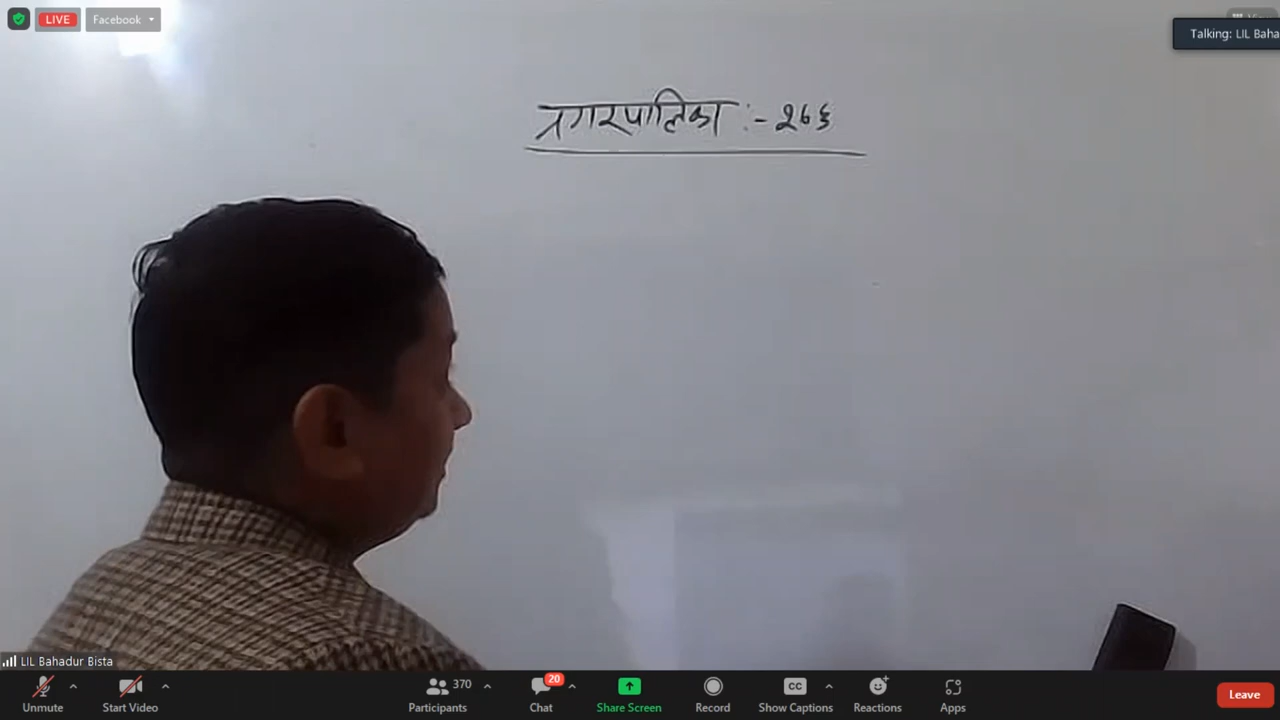 LIVE
Facebook
Talking: LIL Baha
नगरपालिका :- २७६
LIL Bahadur Bista
Unmute
Start Video
370
Participants
20
Chat
Share Screen
Record
CC
Show Captions
Reactions
Apps
Leave